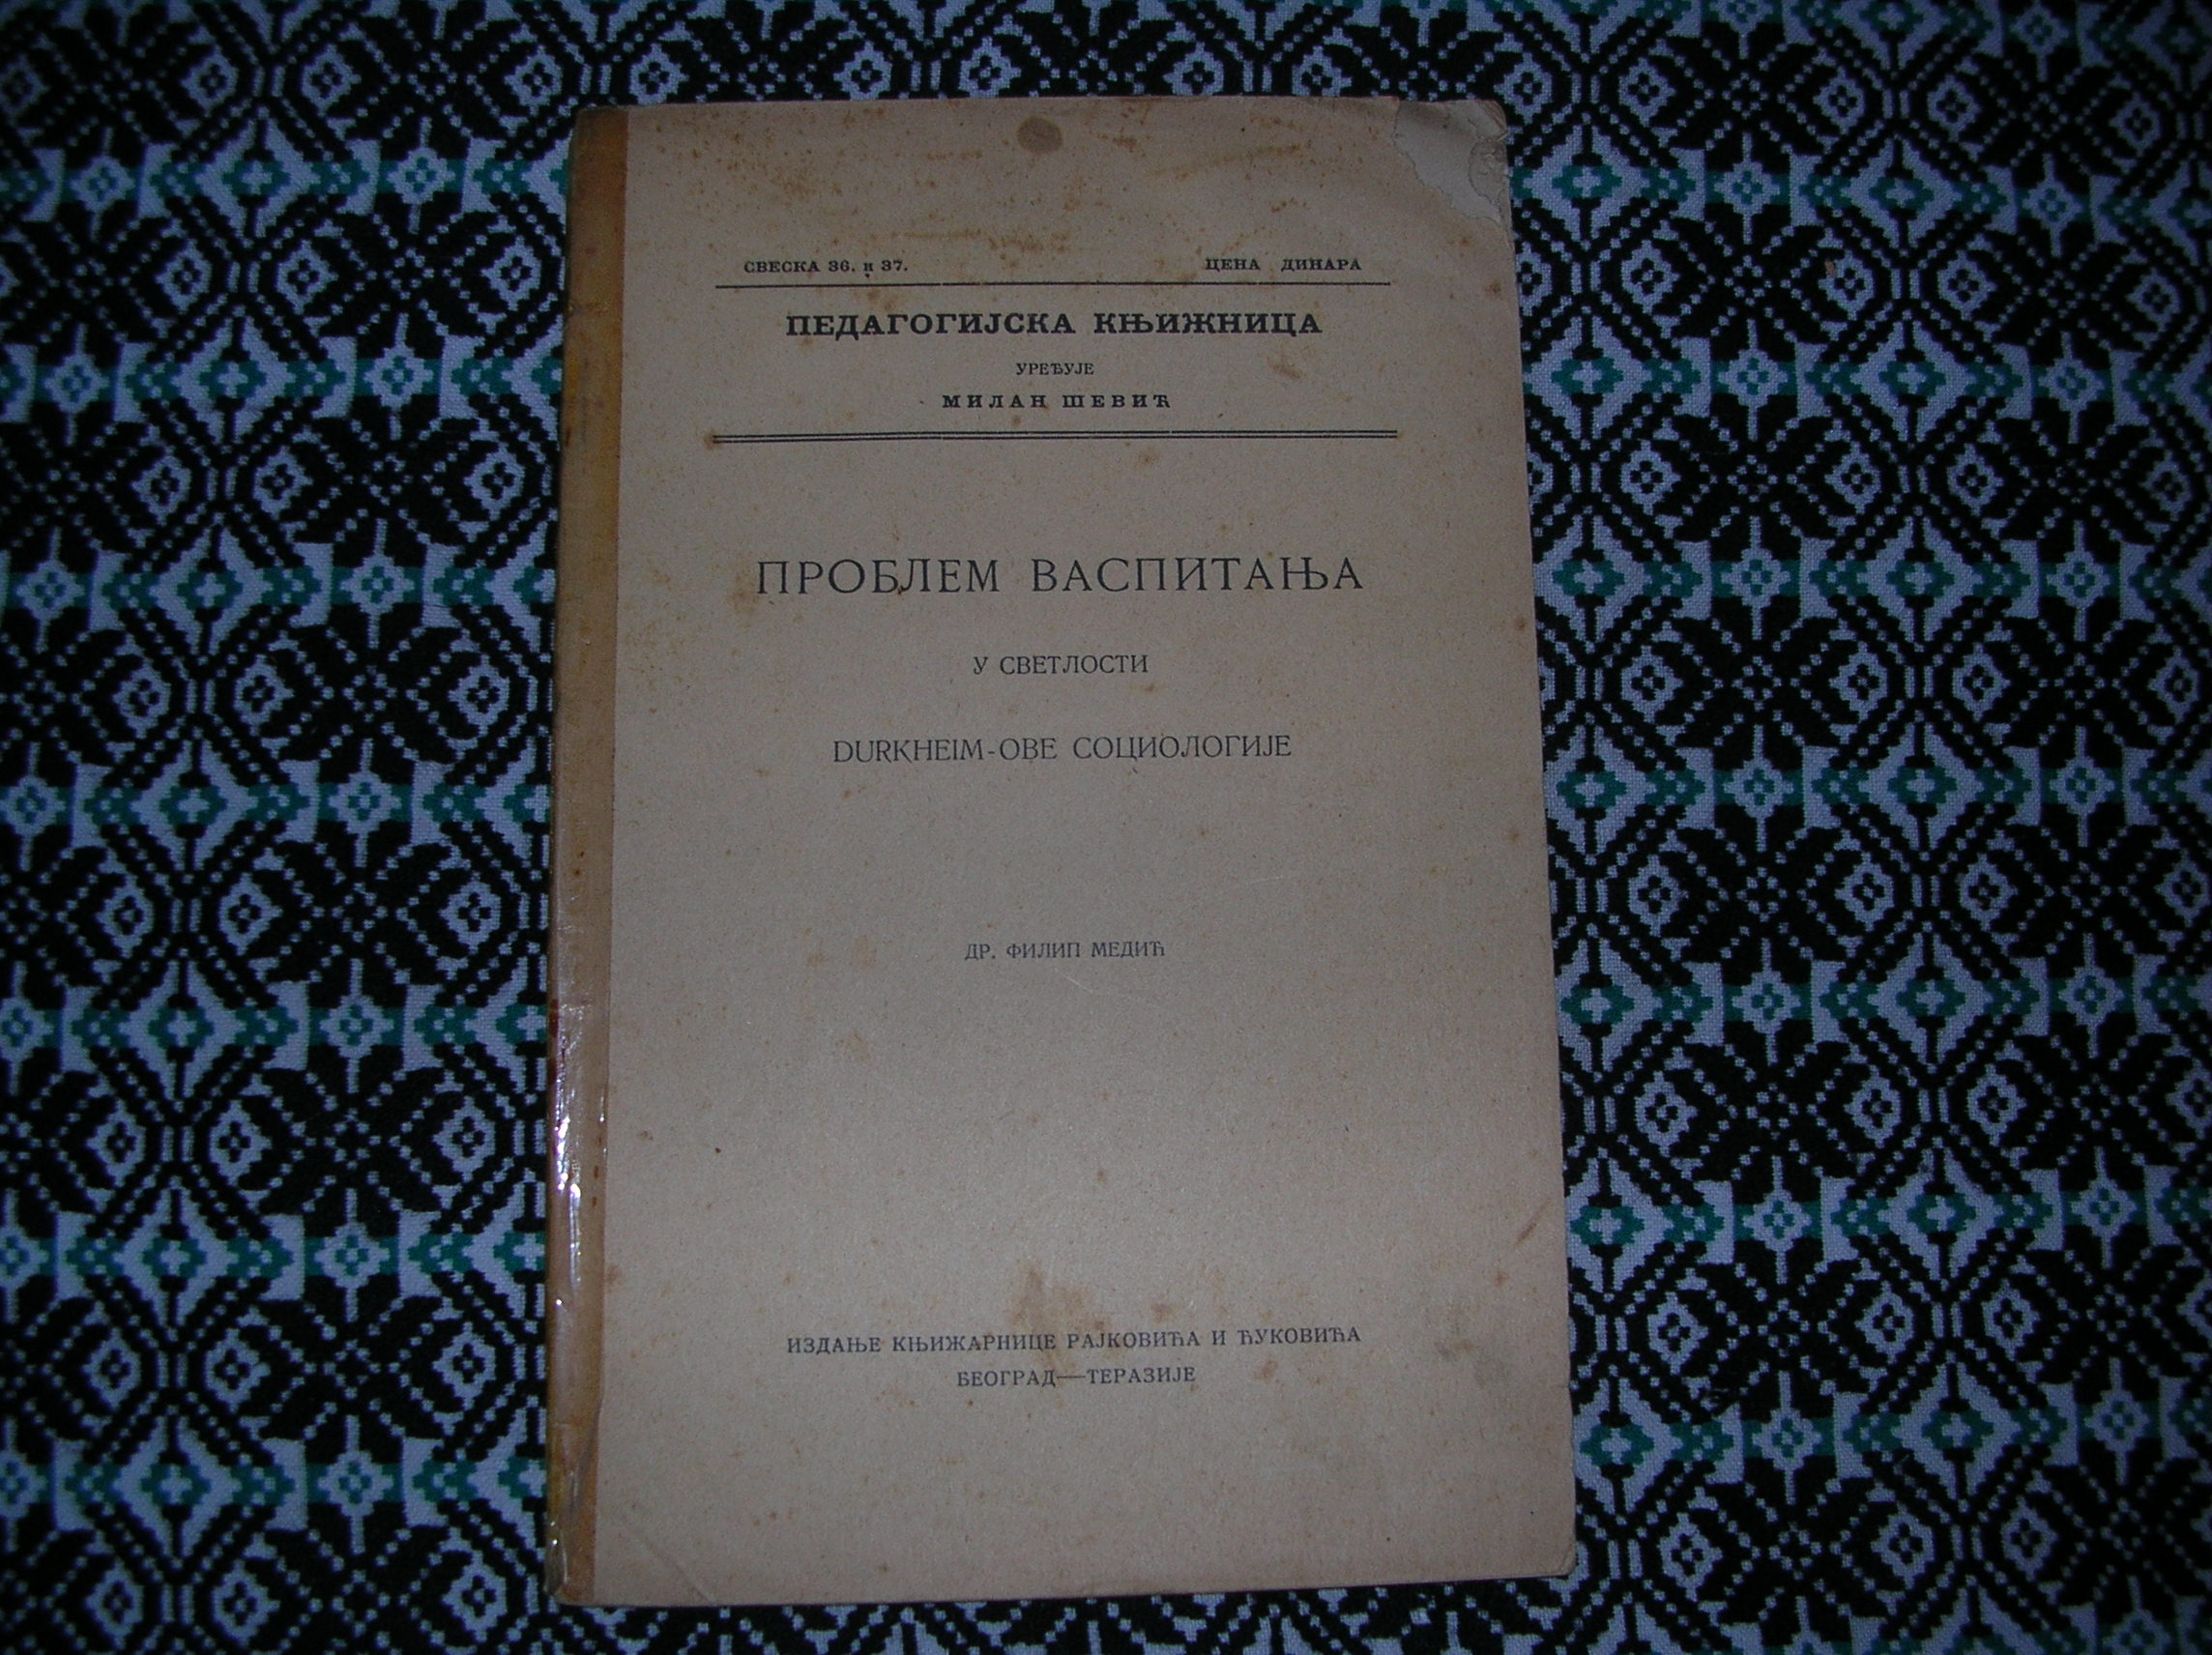 СВЕСКА 36. и 37. ЦЕНА ДИНАРА
ПЕДАГОГИЈСКА КЊИЖНИЦА
УРЕЂУЈЕ
МИЛАН ШЕВИЋ
ПРОБЛЕМ ВАСПИТАЊА
У СВЕТЛОСТИ
DURKHEIM-ОВЕ СОЦИОЛОГИЈЕ
ДР. ФИЛИП МЕДИЋ
ИЗДАЊЕ КЊИЖАРНИЦЕ РАЈКОВИЋА И ЋУКОВИЋА
БЕОГРАД—ТЕРАЗИЈЕ